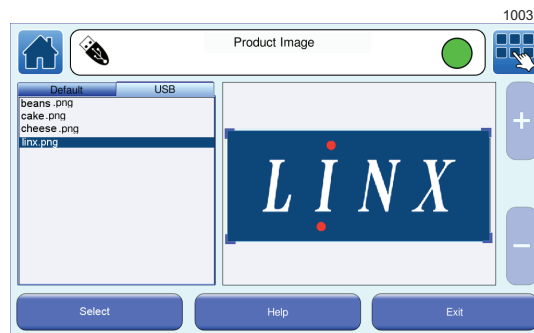 1003
Product Image
Default
USB
beans .png
cake .png
cheese .png
linx.png
LINX
+
−
Select
Help
Exit